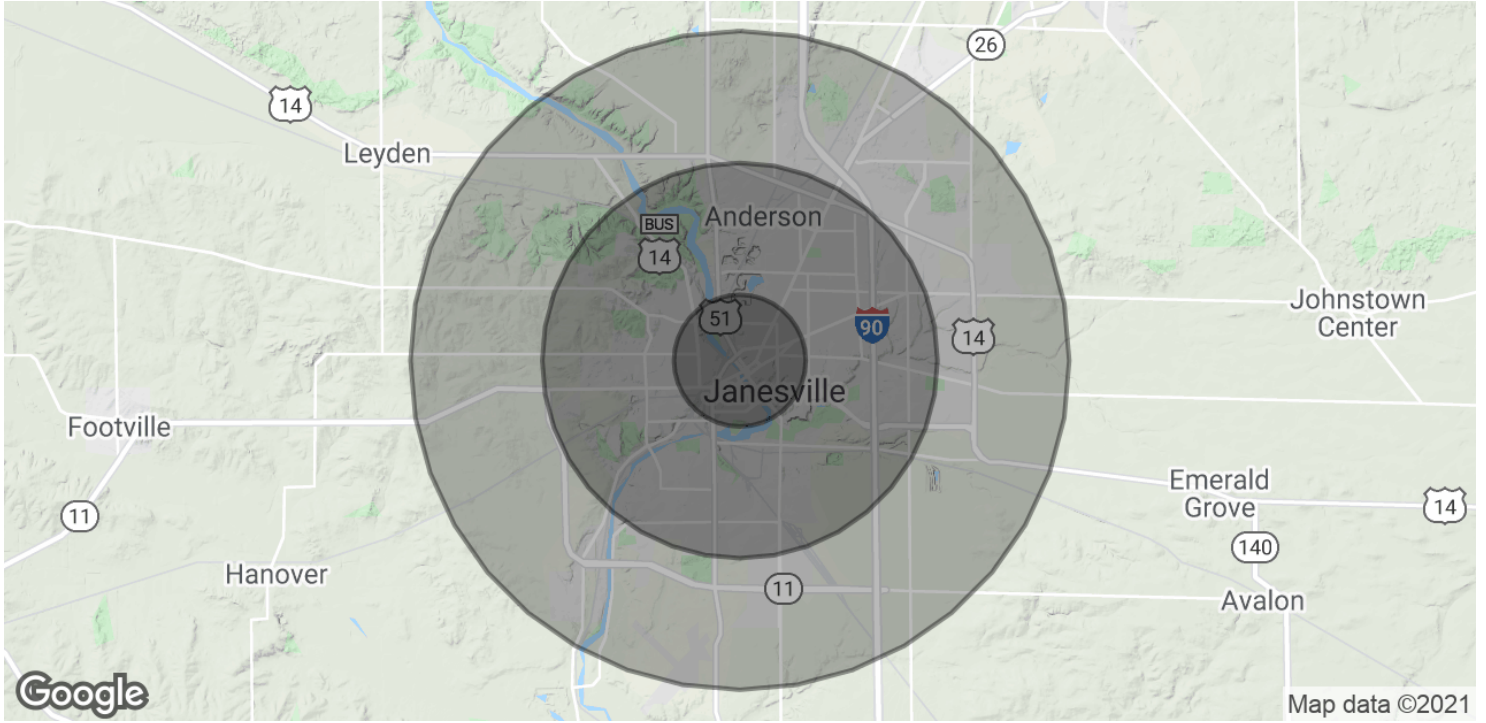 26
14
Leyden
Anderson
BUS
14
Johnstown
Center
51
90
14
Janesville
Footville
Emerald
Grove
14
11
140
Hanover
11
Avalon
Google
Map data ©2021